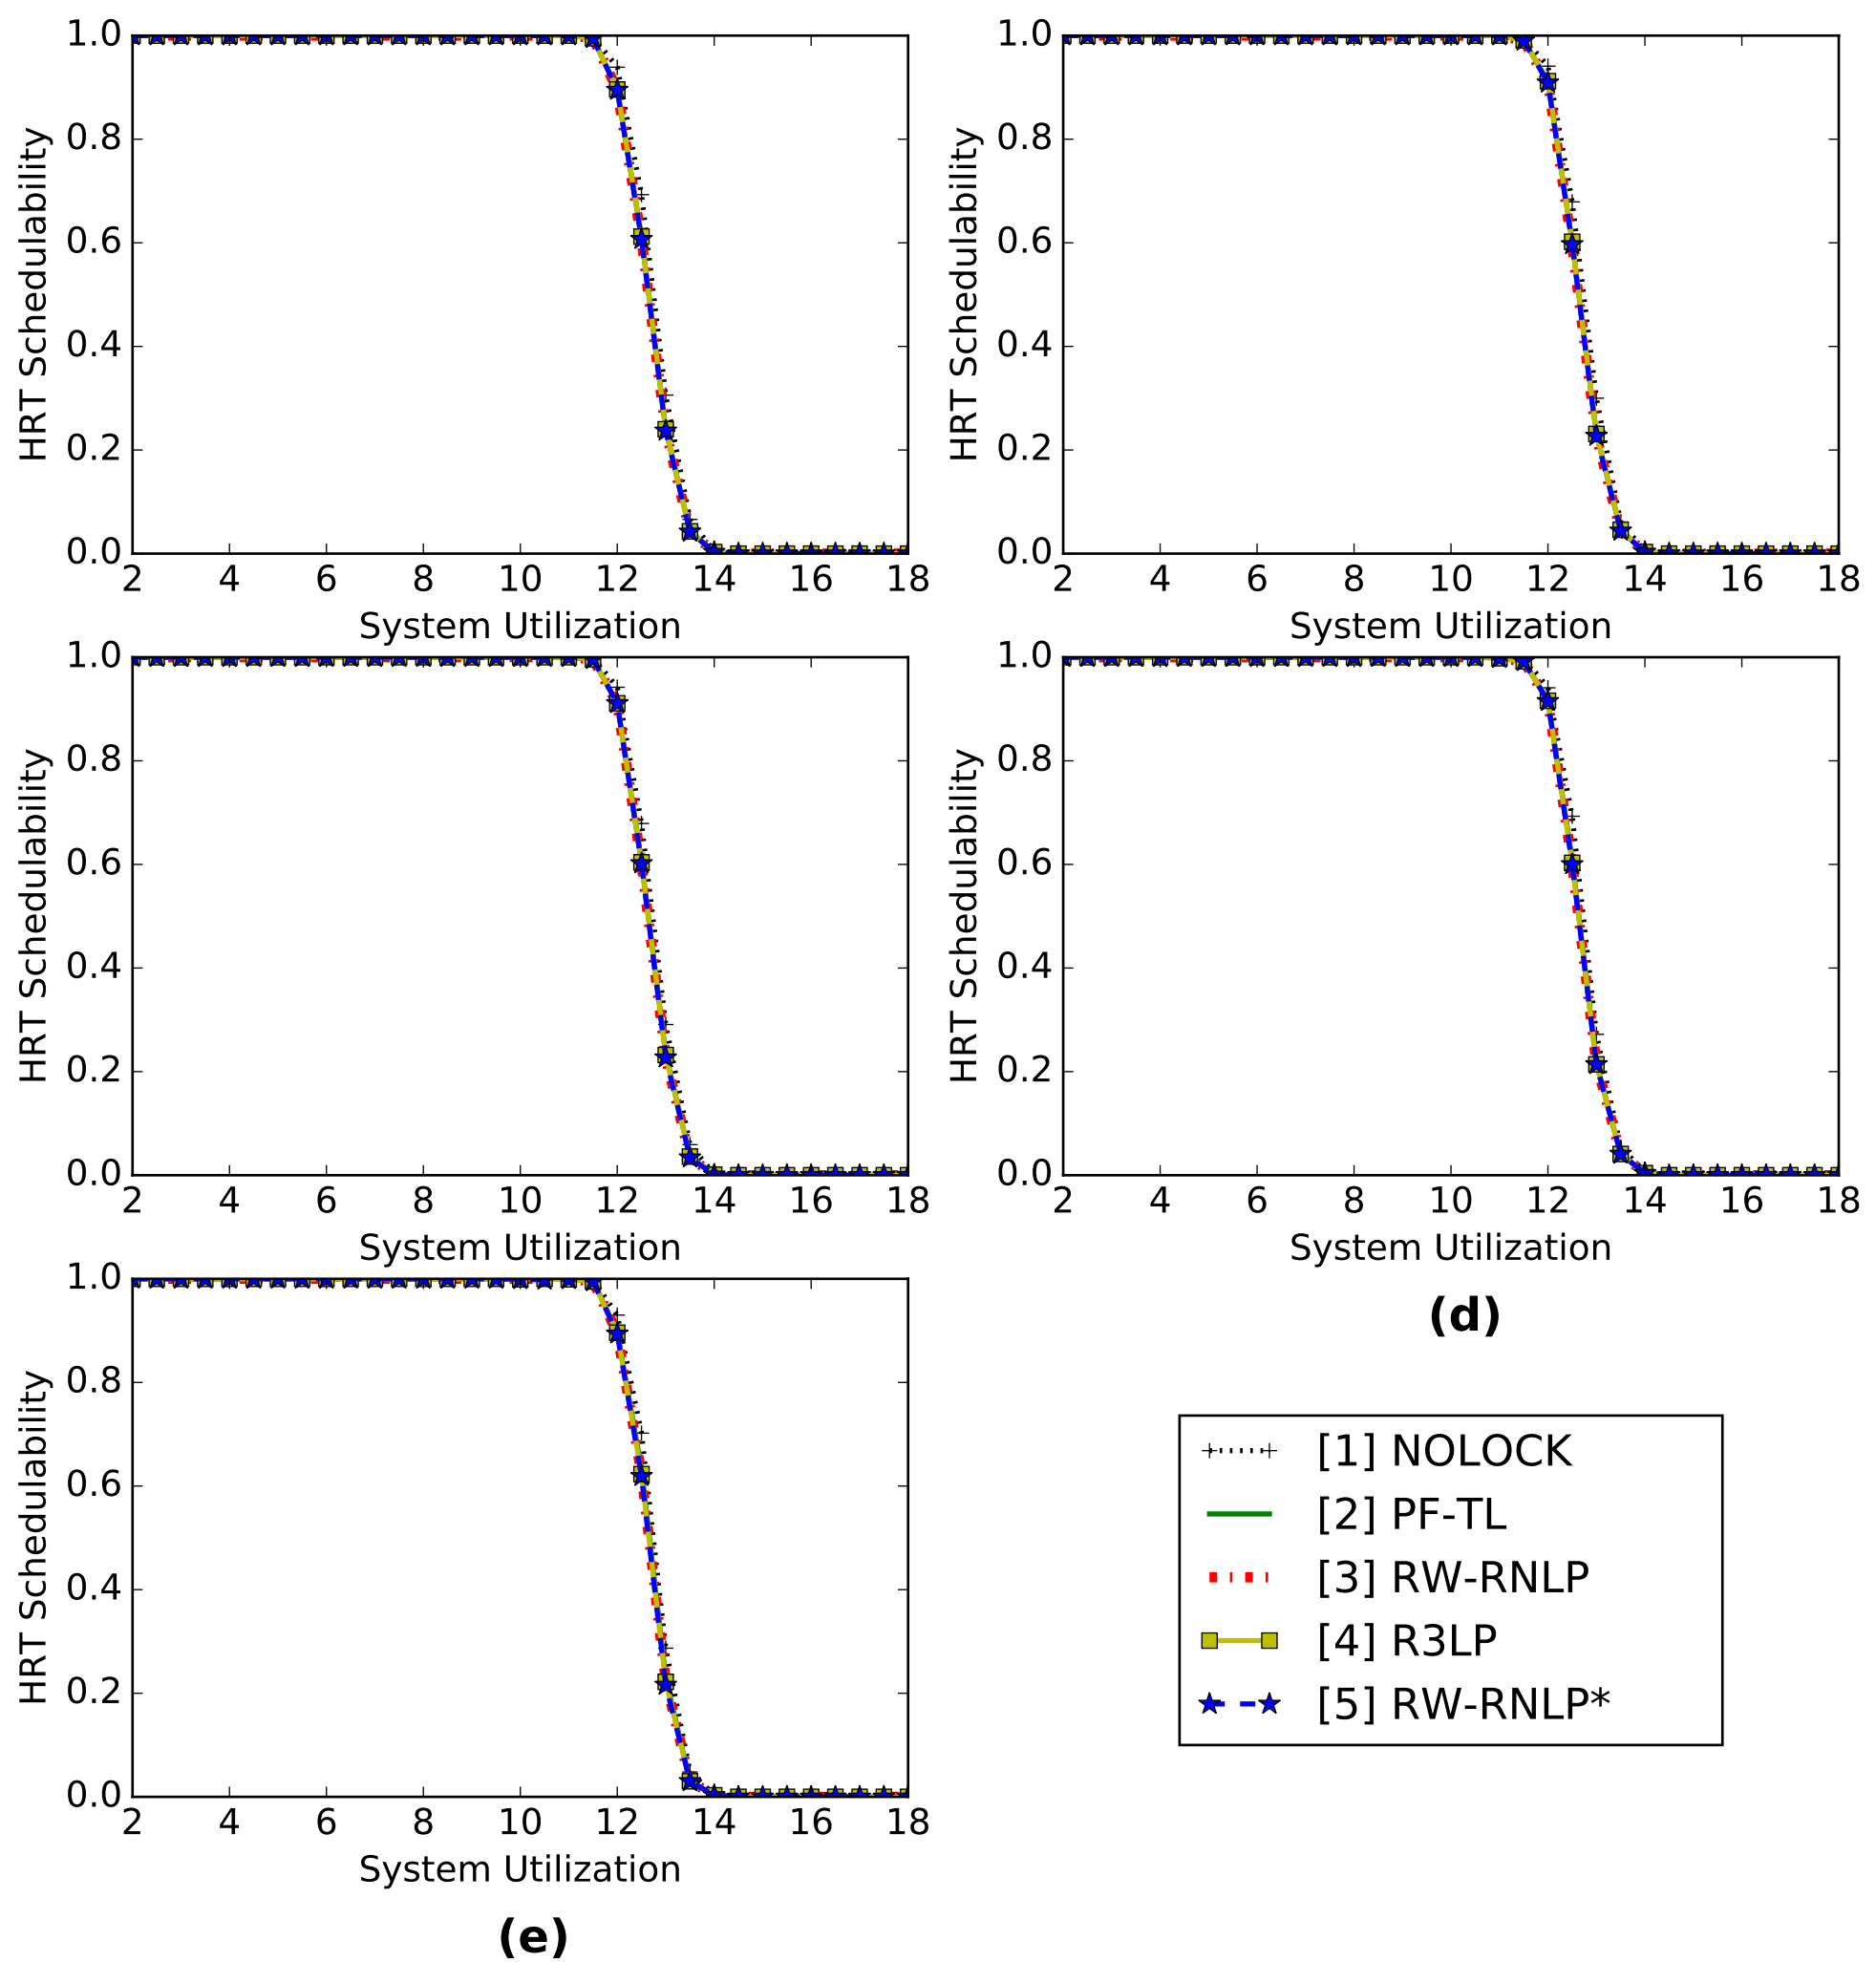 1.0
0.8
0.6
0.4
0.2
0.0
HRT Schedulability
2 4 6 8 10 12 14 16 18
System Utilization
1.0
0.8
0.6
0.4
0.2
0.0
HRT Schedulability
2 4 6 8 10 12 14 16 18
System Utilization
1.0
0.8
0.6
0.4
0.2
0.0
HRT Schedulability
2 4 6 8 10 12 14 16 18
System Utilization
1.0
0.8
0.6
0.4
0.2
0.0
HRT Schedulability
2 4 6 8 10 12 14 16 18
System Utilization
(d)
1.0
0.8
0.6
0.4
0.2
0.0
HRT Schedulability
2 4 6 8 10 12 14 16 18
System Utilization
(e)
[1] NOLOCK
[2] PF-TL
[3] RW-RNLP
[4] R3LP
[5] RW-RNLP*